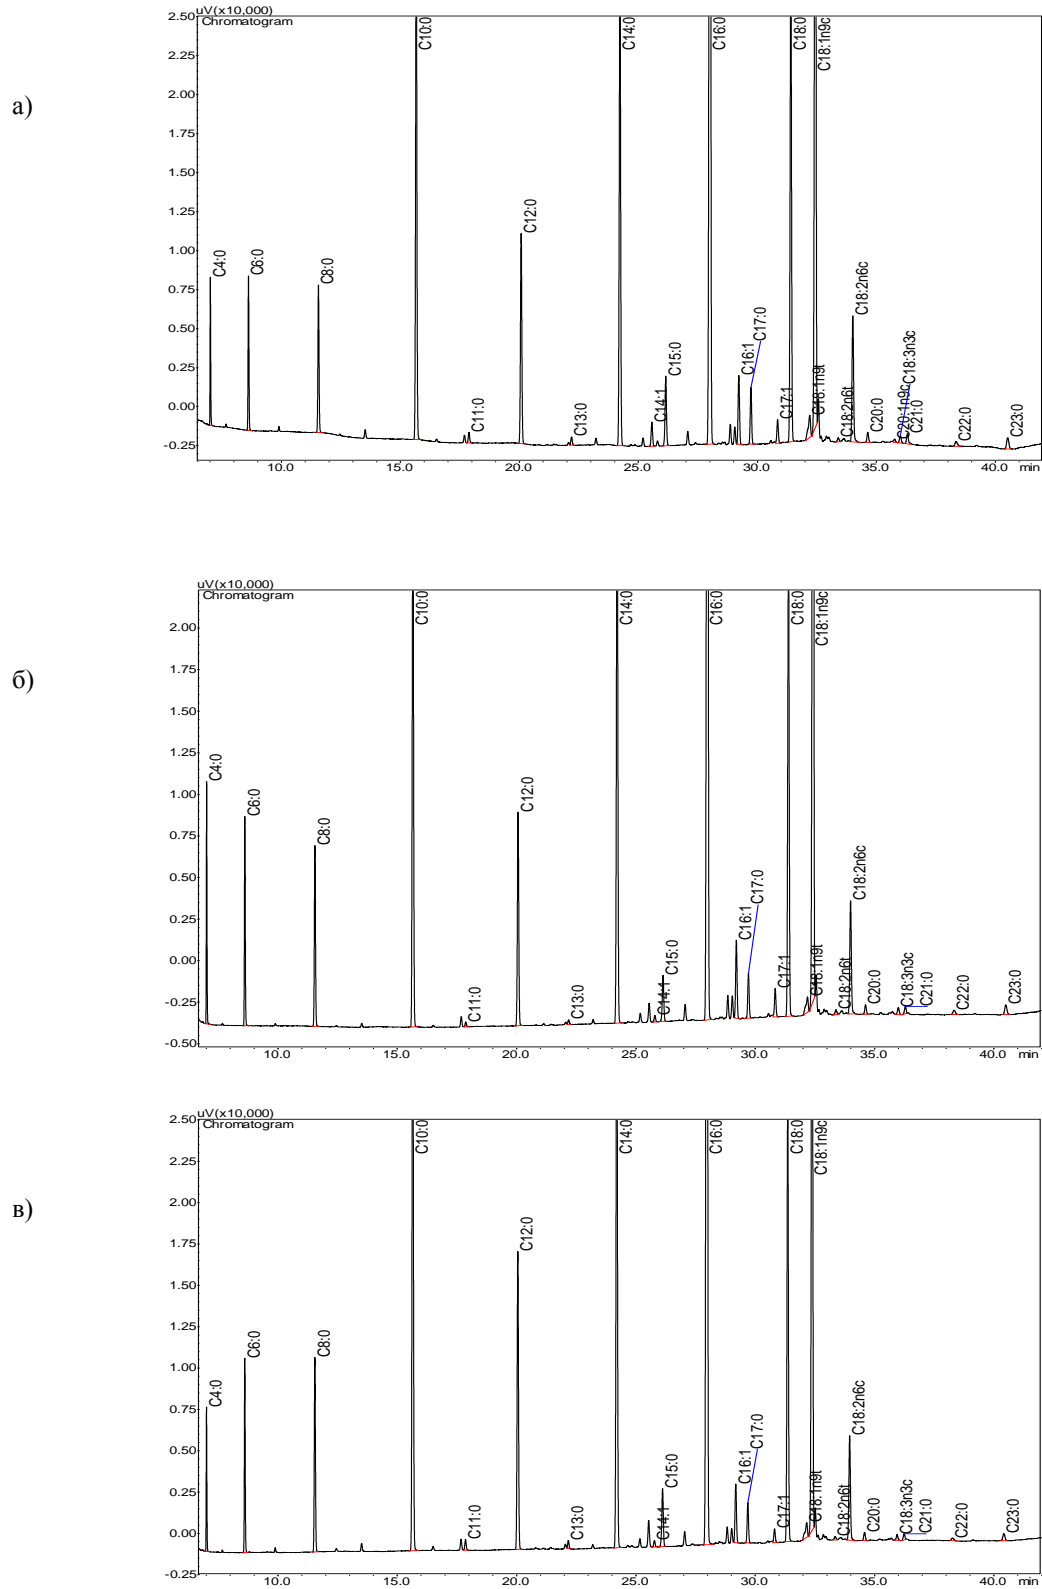 а)
uV(x10,000)
Chromatogram
2.50
2.25
2.00
1.75
1.50
1.25
1.00
0.75
0.50
0.25
0.00
-0.25
C4:0
C6:0
C8:0
C10:0
C11:0
C12:0
C13:0
C14:0
C14:1
C15:0
C16:0
C16:1
C17:0
C17:1
C18:0
C18:1n9c
C18:1n9t
C18:2n6t
C18:2n6c
C20:0
C20:1n9c
C18:3n3c
C21:0
C22:0
C23:0
10.0 15.0 20.0 25.0 30.0 35.0 40.0 min
б)
uV(x10,000)
Chromatogram
2.00
1.75
1.50
1.25
1.00
0.75
0.50
0.25
0.00
-0.25
-0.50
C4:0
C6:0
C8:0
C10:0
C11:0
C12:0
C13:0
C14:0
C14:1
C15:0
C16:0
C16:1
C17:0
C17:1
C18:0
C18:1n9c
C18:1n9t
C18:2n6t
C18:2n6c
C20:0
C18:3n3c
C21:0
C22:0
C23:0
10.0 15.0 20.0 25.0 30.0 35.0 40.0 min
в)
uV(x10,000)
Chromatogram
2.50
2.25
2.00
1.75
1.50
1.25
1.00
0.75
0.50
0.25
0.00
-0.25
C4:0
C6:0
C8:0
C10:0
C11:0
C12:0
C13:0
C14:0
C14:1
C15:0
C16:0
C16:1
C17:0
C17:1
C18:0
C18:1n9c
C18:1n9t
C18:2n6t
C18:2n6c
C20:0
C18:3n3c
C21:0
C22:0
C23:0
10.0 15.0 20.0 25.0 30.0 35.0 40.0 min